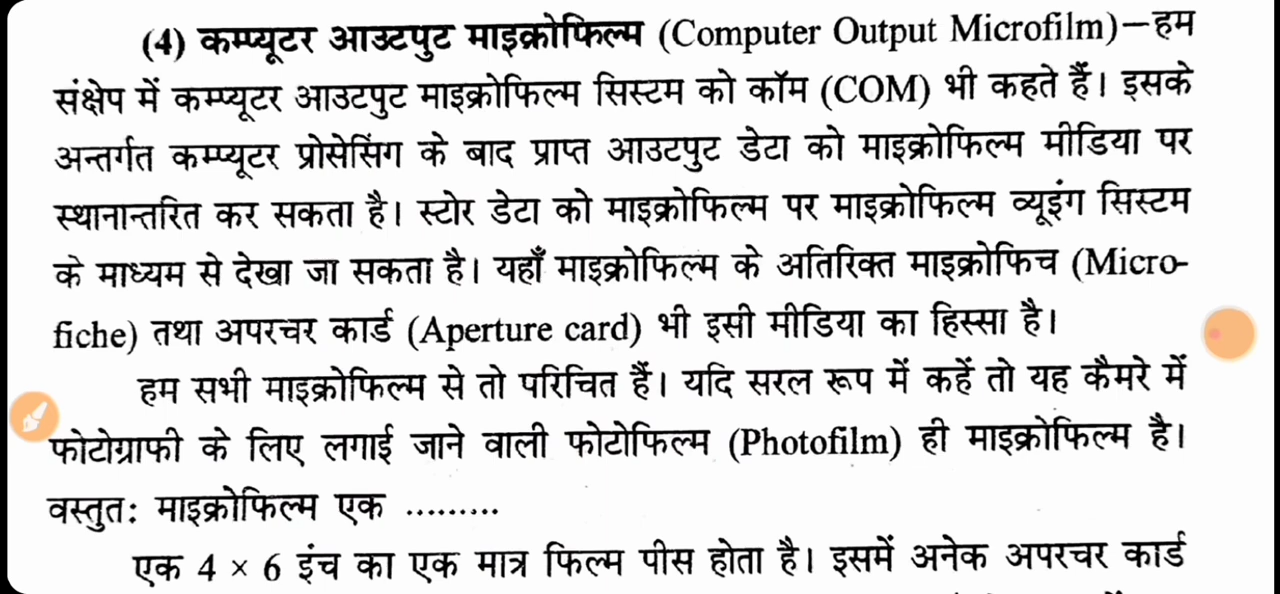 (4) कम्प्यूटर आउटपुट माइक्रोफिल्म (Computer Output Microfilm)—हम
संक्षेप में कम्प्यूटर आउटपुट माइक्रोफिल्म सिस्टम को कॉम (COM) भी कहते हैं। इसके
अन्तर्गत कम्प्यूटर प्रोसेसिंग के बाद प्राप्त आउटपुट डेटा को माइक्रोफिल्म मीडिया पर
स्थानान्तरित कर सकता है। स्टोर डेटा को माइक्रोफिल्म पर माइक्रोफिल्म व्यूइंग सिस्टम
के माध्यम से देखा जा सकता है। यहाँ माइक्रोफिल्म के अतिरिक्त माइक्रोफिच (Micro-
fiche) तथा अपरचर कार्ड (Aperture card) भी इसी मीडिया का हिस्सा है।
हम सभी माइक्रोफिल्म से तो परिचित हैं। यदि सरल रूप में कहें तो यह कैमरे में
फोटोग्राफी के लिए लगाई जाने वाली फोटोफिल्म (Photofilm) ही माइक्रोफिल्म है।
वस्तुतः माइक्रोफिल्म एक .........
एक 4 × 6 इंच का एक मात्र फिल्म पीस होता है। इसमें अनेक अपरचर कार्ड